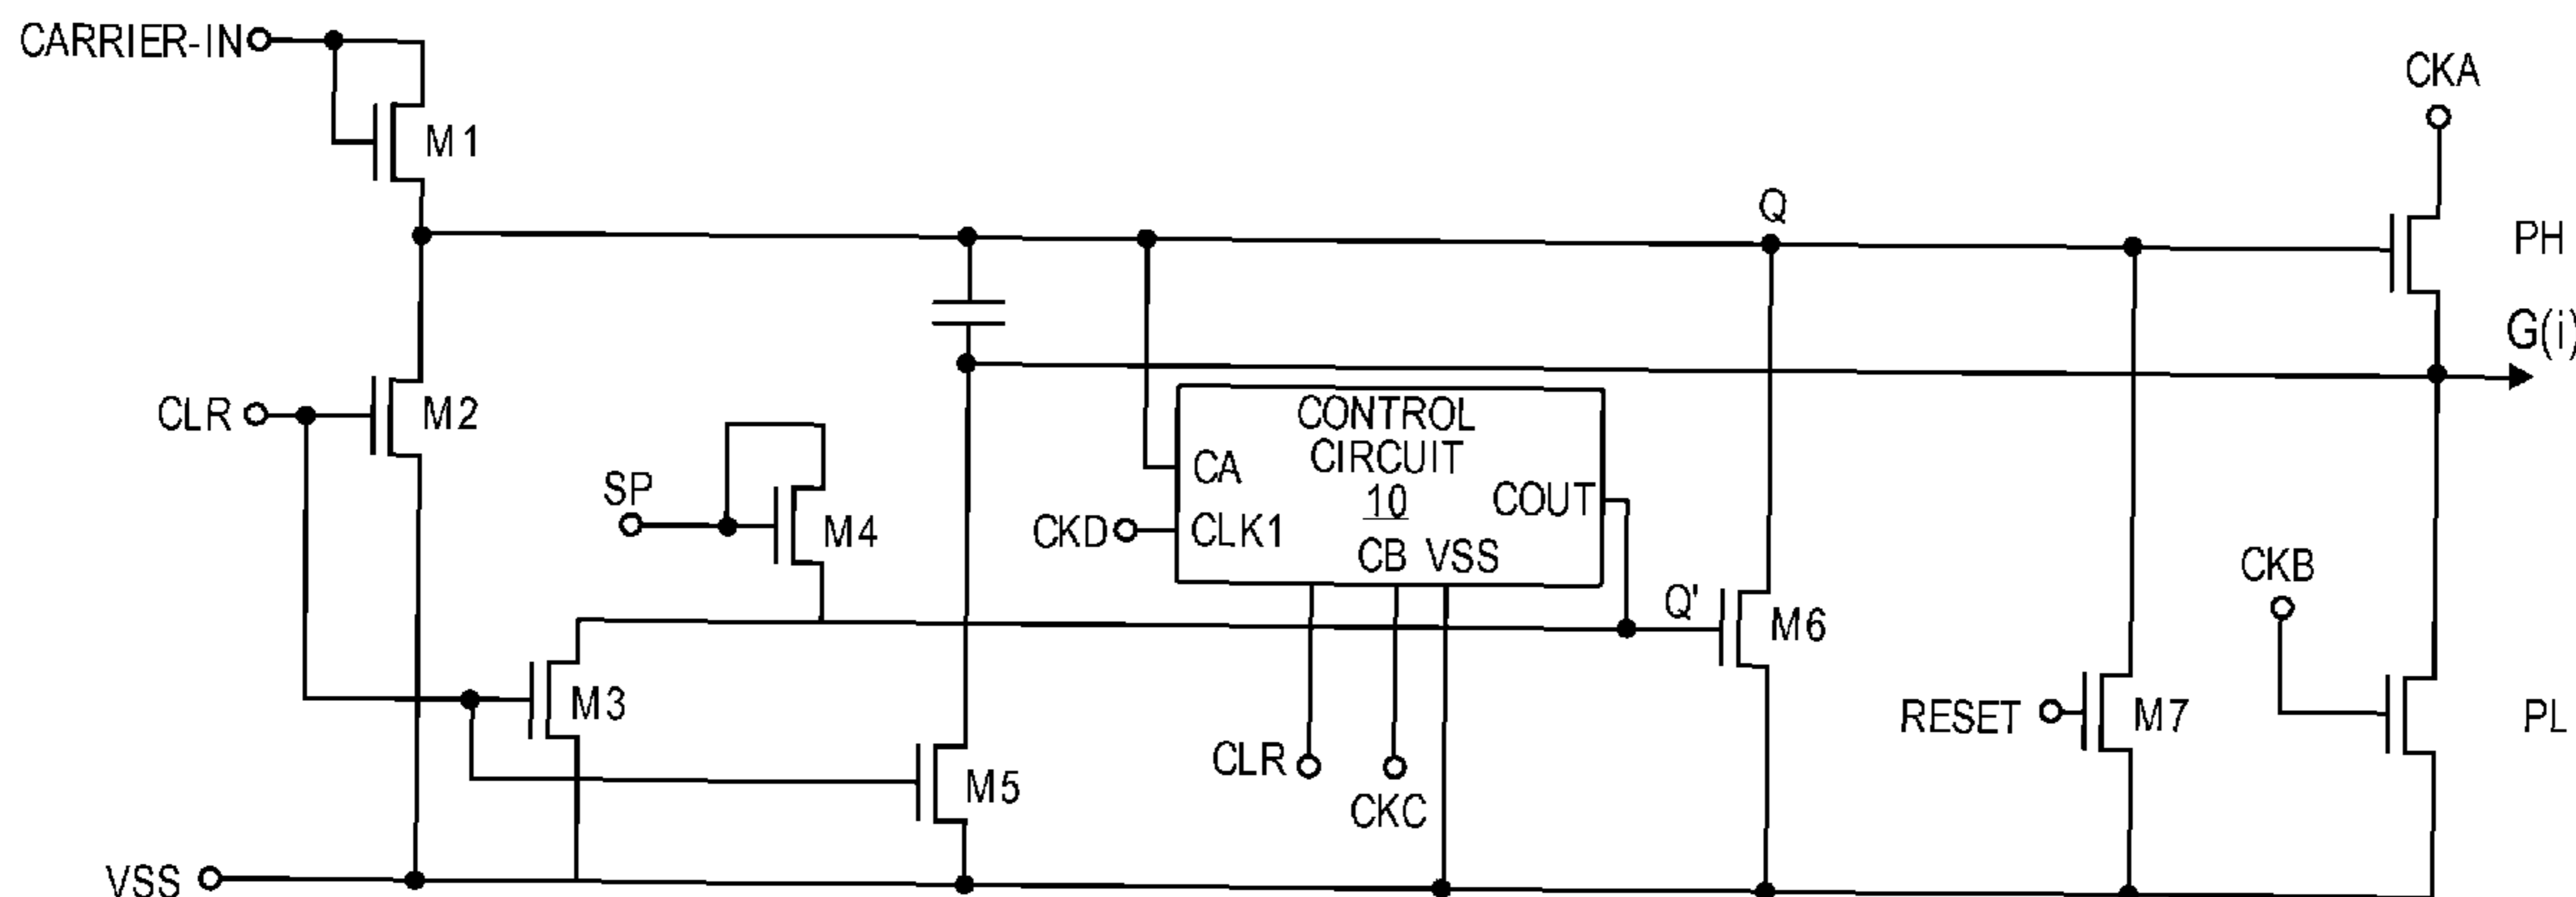 CARRIER-IN
CKA
M1
Q
PH
G(i)
CLR
M2
CONTROL
CIRCUIT
10
CA
SP
M4
COUT
CKD
CLK1
CB VSS
CKB
Q'
M6
M3
RESET
M7
PL
CLR
M5
CKC
VSS